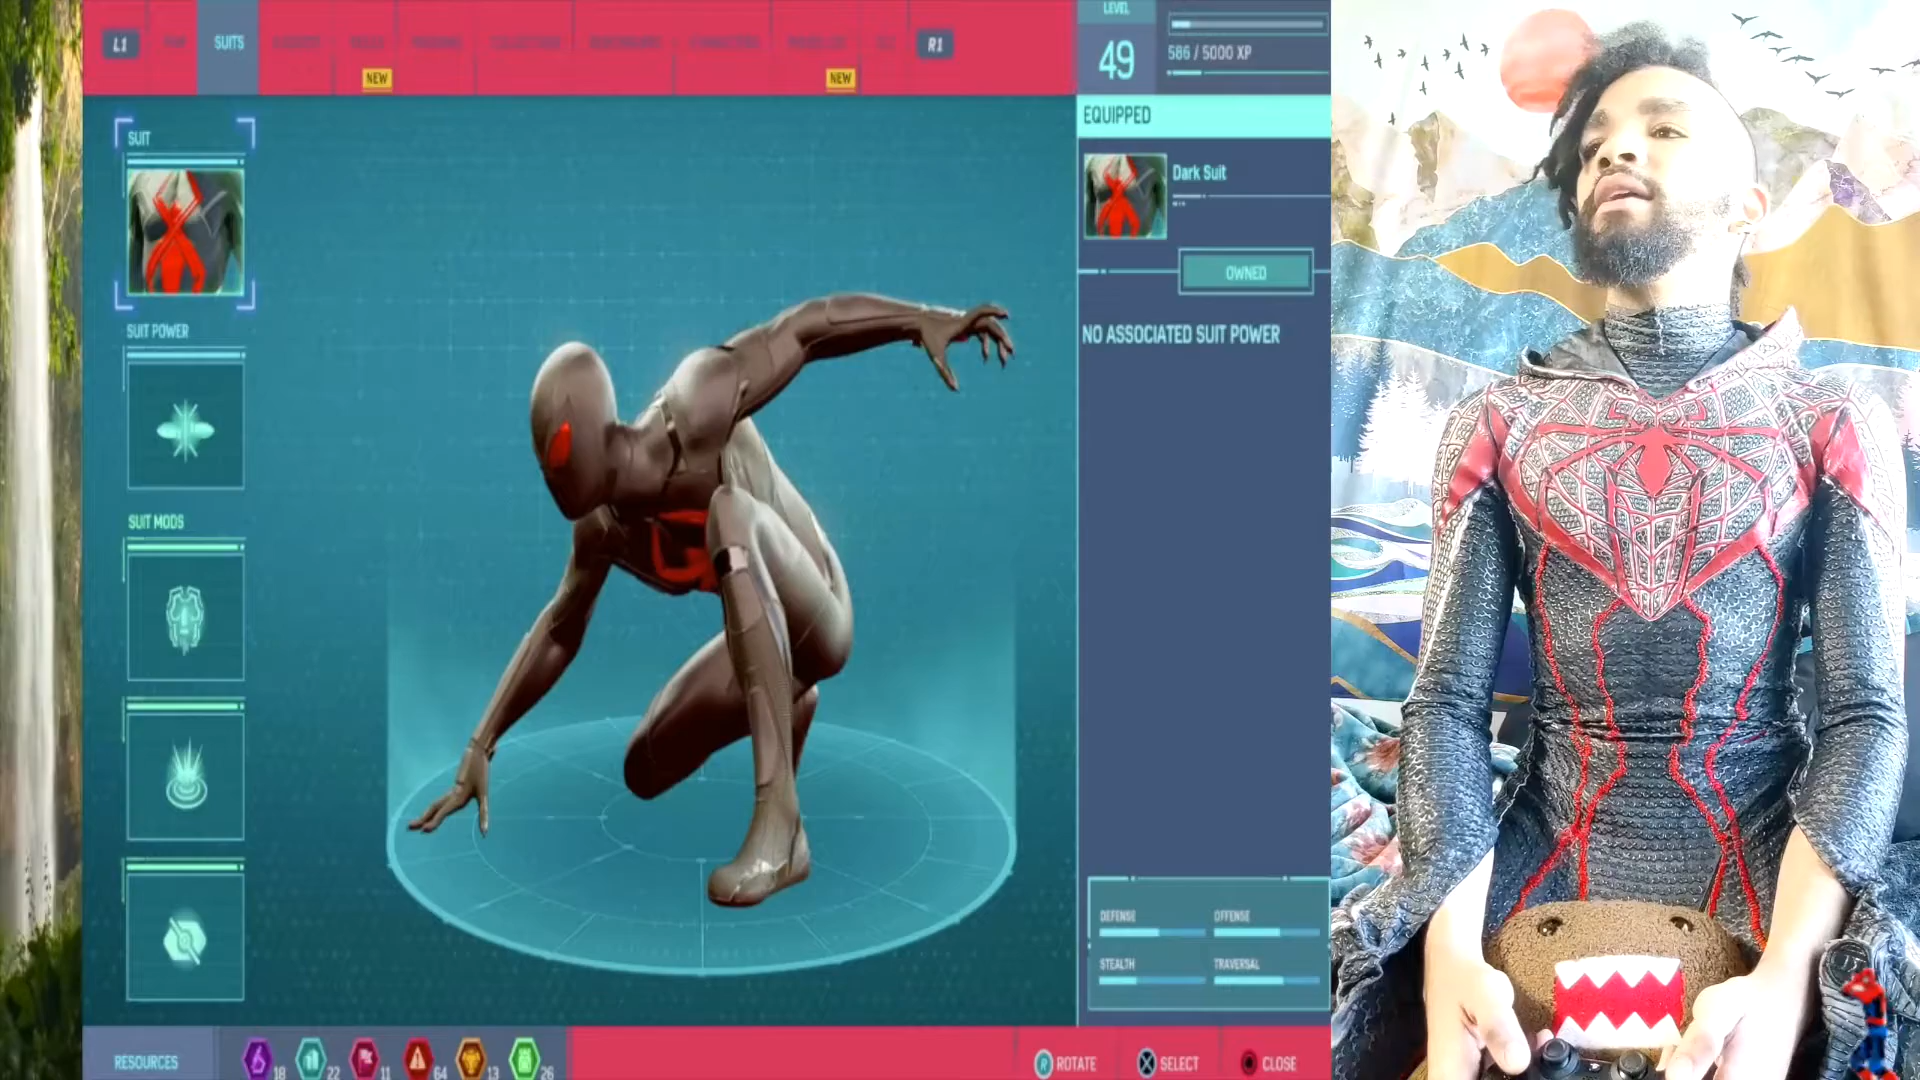 L1
SUITS
R1
NEW
NEW
LEVEL
49
586 / 5000 XP
EQUIPPED
Dark Suit
OWNED
NO ASSOCIATED SUIT POWER
SUIT
SUIT POWER
SUIT MODS
DEFENSE
OFFENSE
STEALTH
TRAVERSAL
RESOURCES
18
22
11
64
13
26
R ROTATE
SELECT
CLOSE